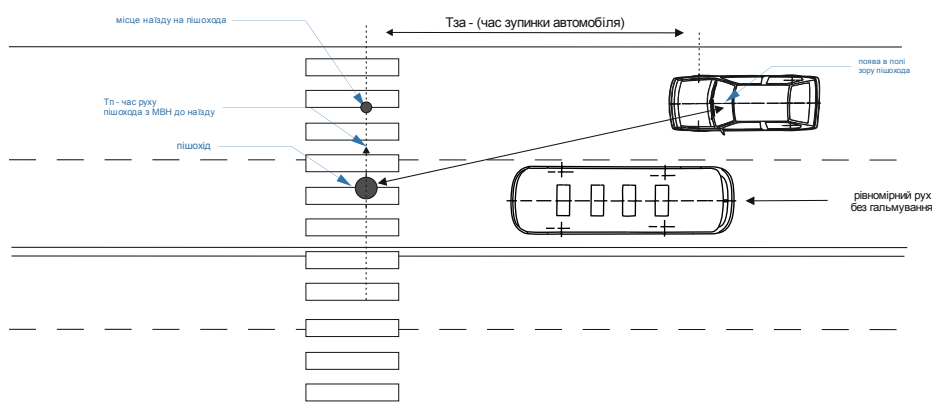 місце наїзду на пішохода
Тза - (час зупинки автомобіля)
поява в полі
зору пішохода
Тп - час руху
пішохода з МВН до наїзду
пішохід
рівномірний рух
без гальмування